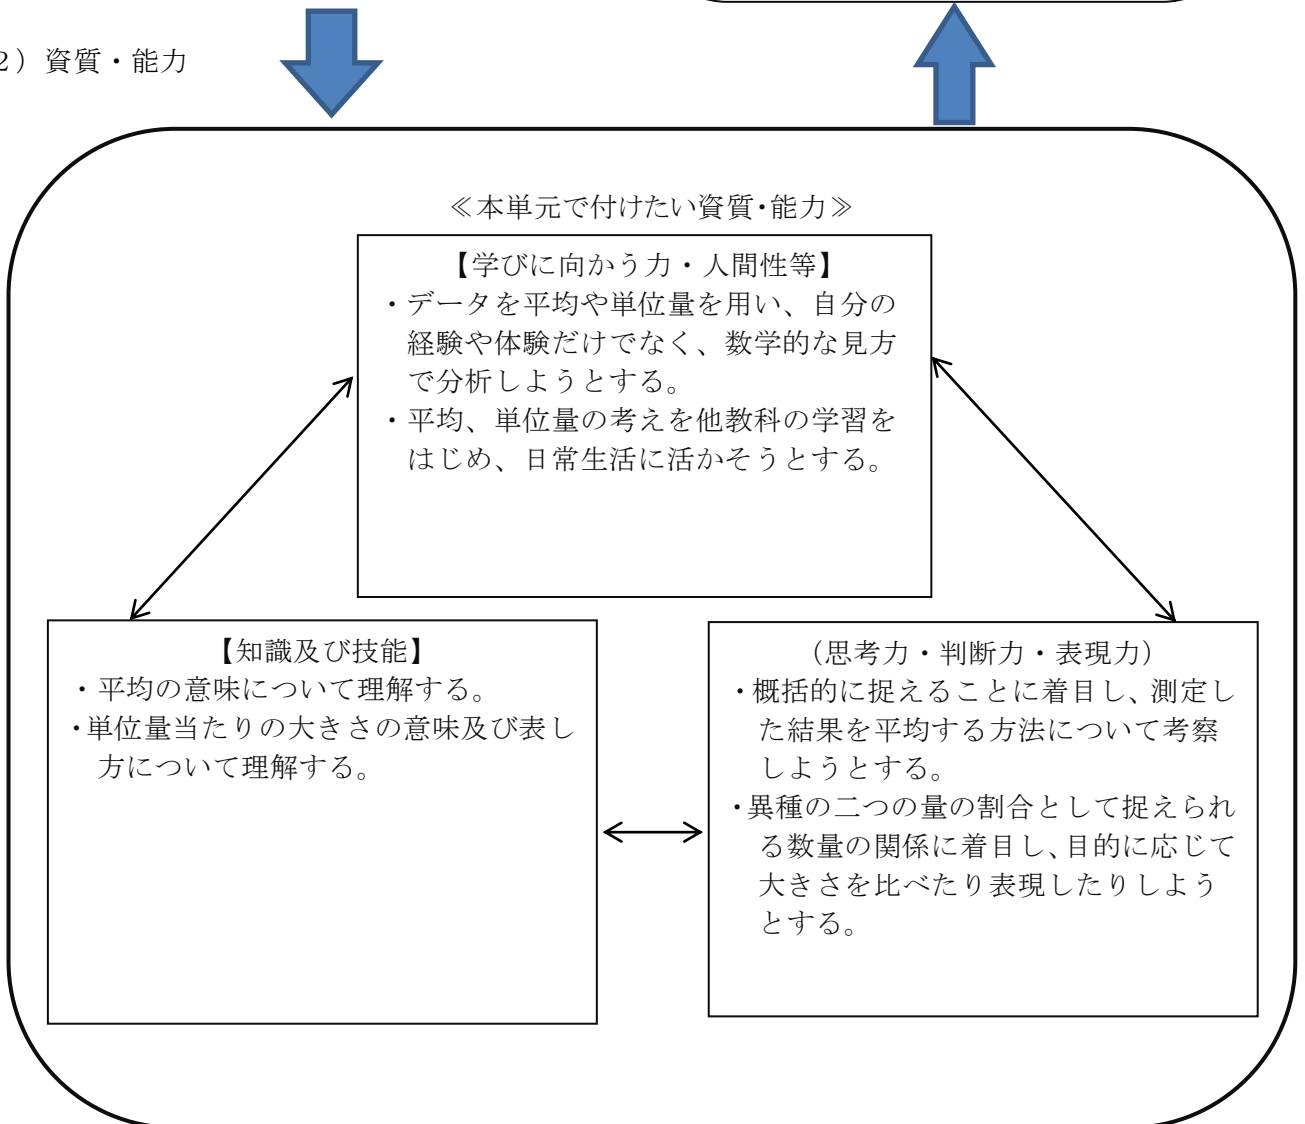 2）資質・能力
≪本単元で付けたい資質・能力≫
【学びに向かう力・人間性等】
・データを平均や単位量を用い、自分の
経験や体験だけでなく、数学的な見方
で分析しようとする。
・平均、単位量の考えを他教科の学習を
はじめ、日常生活に活かそうとする。
【知識及び技能】
・平均の意味について理解する。
・単位量当たりの大きさの意味及び表し
方について理解する。
（思考力・判断力・表現力）
・概括的に捉えることに着目し、測定し
た結果を平均する方法について考察
しようとする。
・異種の二つの量の割合として捉えられ
る数量の関係に着目し、目的に応じて
大きさを比べたり表現したりしよう
とする。